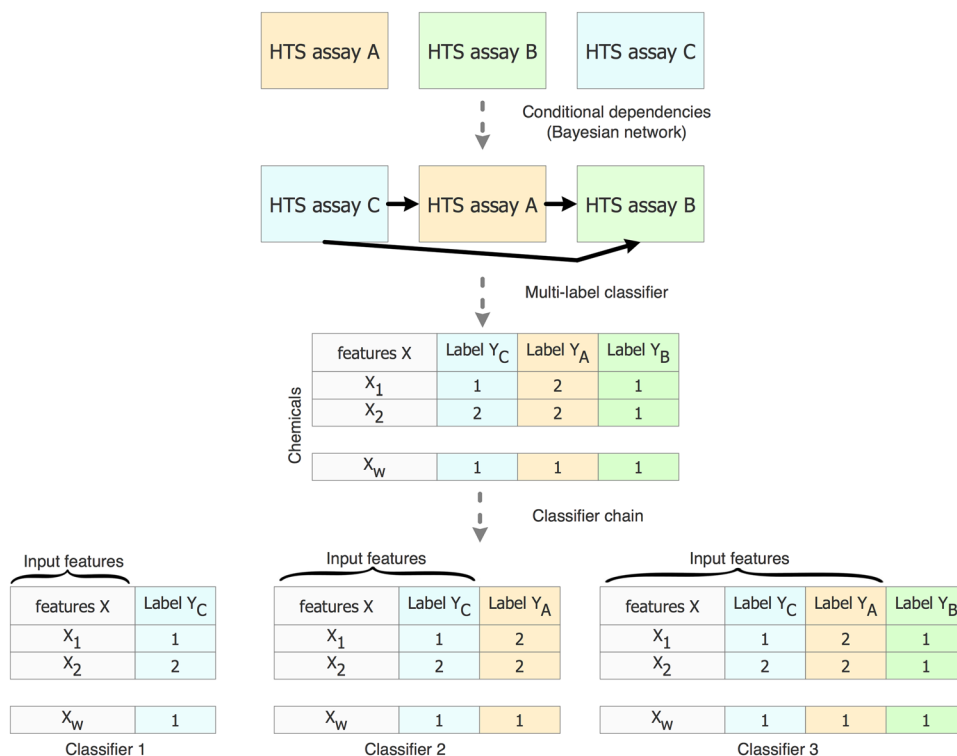 HTS assay A HTS assay B HTS assay C
Conditional dependencies
(Bayesian network)
HTS assay C HTS assay A HTS assay B
Multi-label classifier
features X Label Y_C Label Y_A Label Y_B
X_1 1 2 1
X_2 2 2 1
X_W 1 1 1
Chemicals
Classifier chain
Input features
features X Label Y_C
X_1 1
X_2 2
X_W 1
Classifier 1
Input features
features X Label Y_C Label Y_A
X_1 1 2
X_2 2 2
X_W 1 1
Classifier 2
Input features
features X Label Y_C Label Y_A Label Y_B
X_1 1 2 1
X_2 2 2 1
X_W 1 1 1
Classifier 3